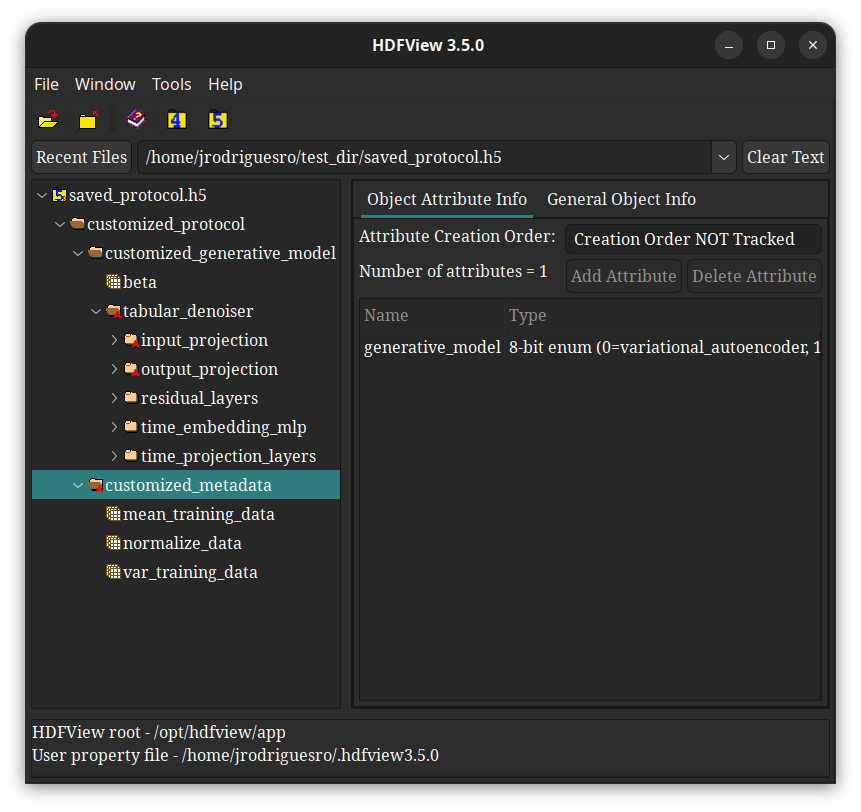 HDFView 3.5.0
File Window Tools Help
4 5
Recent Files /home/jrodriguesro/test_dir/saved_protocol.h5 Clear Text
5 saved_protocol.h5
customized_protocol
customized_generative_model
beta
tabular_denoiser
input_projection
output_projection
residual_layers
time_embedding_mlp
time_projection_layers
customized_metadata
mean_training_data
normalize_data
var_training_data
Object Attribute Info General Object Info
Attribute Creation Order: Creation Order NOT Tracked
Number of attributes = 1 Add Attribute Delete Attribute
Name Type
generative_model 8-bit enum (0=variational_autoencoder, 1
HDFView root - /opt/hdfview/app
User property file - /home/jrodriguesro/.hdfview3.5.0